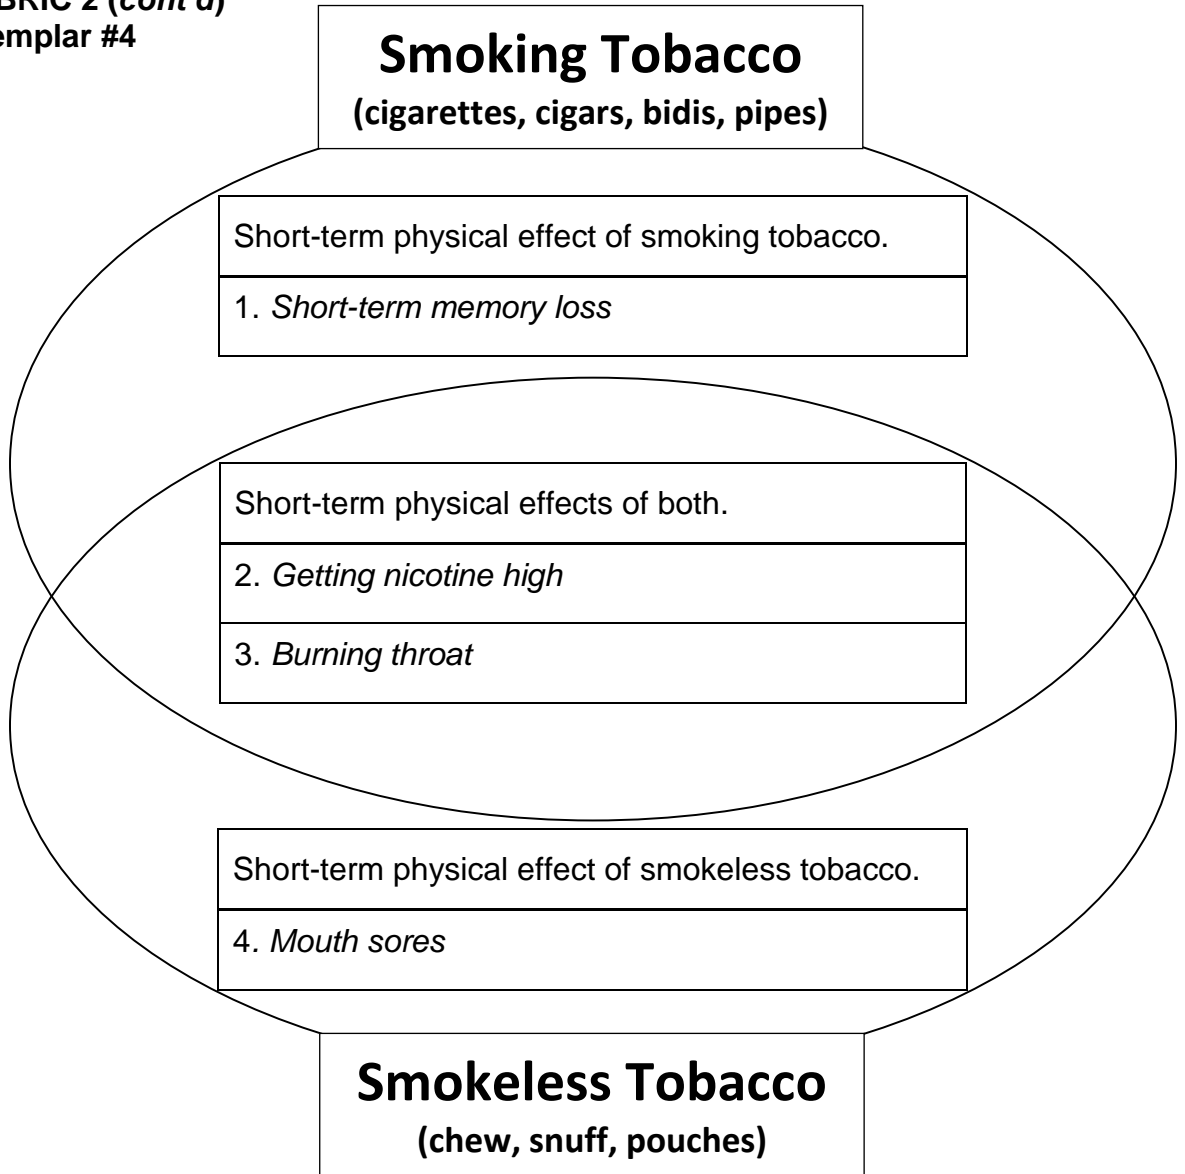 BRIC 2 (cont'd)
emplar #4
Smoking Tobacco
(cigarettes, cigars, bidis, pipes)
Short-term physical effect of smoking tobacco.
1. Short-term memory loss
Short-term physical effects of both.
2. Getting nicotine high
3. Burning throat
Short-term physical effect of smokeless tobacco.
4. Mouth sores
Smokeless Tobacco
(chew, snuff, pouches)